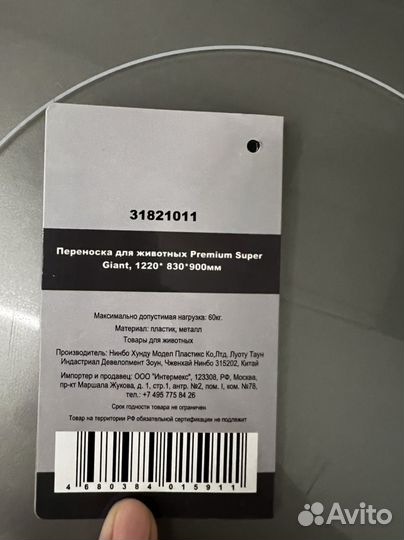 31821011
Переноска для животных Premium Super
Giant, 1220* 830*900мм
Максимально допустимая нагрузка: 60кг.
Материал: пластик, металл
Товары для животных
Производитель: Нинбо Хунду Модел Пластикс Ко,Лтд, Луоту Таун
Индастриал Девелопмент Зоун, Чженхай Нинбо 315202, Китай
Импортер и продавец: ООО "Интермекс", 123308, РФ, Москва,
пр-кт Маршала Жукова, д. 1, стр.1, антр. №2, пом. I, ком. №78,
тел.: +7 495 775 84 26
Срок годности товара не ограничен
Товар на территории РФ обязательной сертификации не подлежит
4 680384 015911
Avito